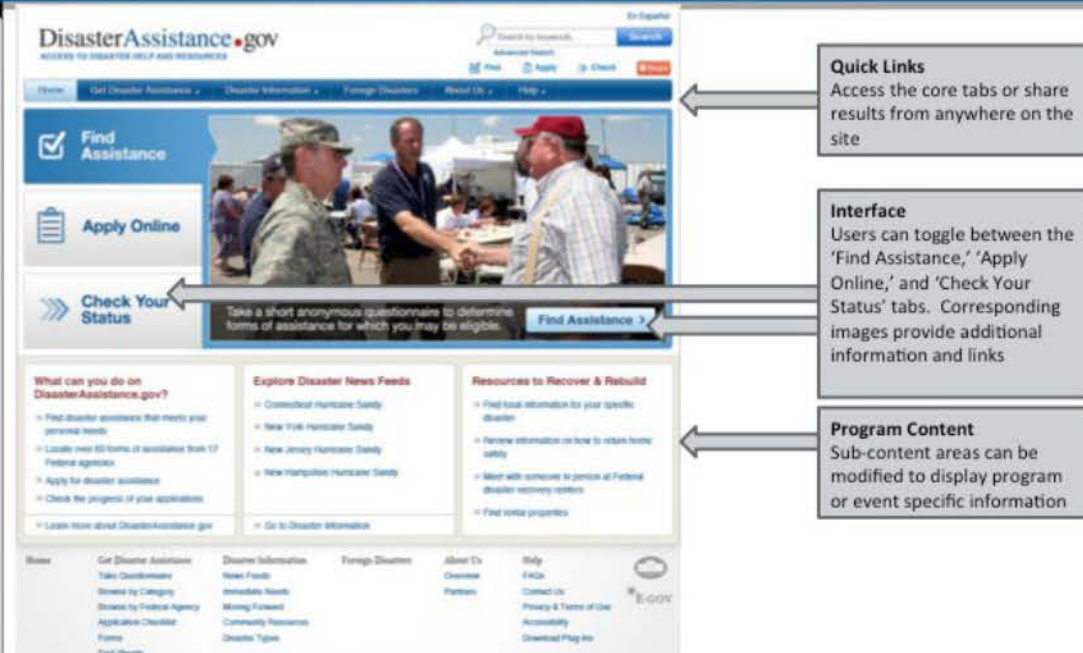 En Español
DisasterAssistance.gov
ACCESS TO DISASTER HELP AND RESOURCES
Search by keywords
Search
Advanced Search
Find
Apply
Check
Share
Home
Get Disaster Assistance
Disaster Information
Foreign Disasters
About Us
Help
Find
Assistance
Apply Online
Check Your
Status
Take a short anonymous questionnaire to determine
forms of assistance for which you may be eligible.
Find Assistance >
What can you do on
DisasterAssistance.gov?
» Find disaster assistance that meets your
personal needs
» Locate over 60 forms of assistance from 17
Federal agencies
» Apply for disaster assistance
» Check the progress of your applications
» Learn more about DisasterAssistance.gov
Explore Disaster News Feeds
» Connecticut Hurricane Sandy
» New York Hurricane Sandy
» New Jersey Hurricane Sandy
» New Hampshire Hurricane Sandy
» Go to Disaster Information
Resources to Recover & Rebuild
» Find local information for your specific
disaster
» Review information on how to return home
safely
» Meet with someone in person at Federal
disaster recovery centers
» Find rental properties
Home
Get Disaster Assistance
Take Questionnaire
Browse by Category
Browse by Federal Agency
Application Checklist
Forms
Disaster Information
News Feeds
Immediate Needs
Moving Forward
Community Resources
Disaster Types
Foreign Disasters
About Us
Overview
Partners
Help
FAQs
Contact Us
Privacy & Terms of Use
Accessibility
Download Plug-ins
E-GOV
Quick Links
Access the core tabs or share
results from anywhere on the
site
Interface
Users can toggle between the
‘Find Assistance,’ ‘Apply
Online,’ and ‘Check Your
Status’ tabs. Corresponding
images provide additional
information and links
Program Content
Sub-content areas can be
modified to display program
or event specific information